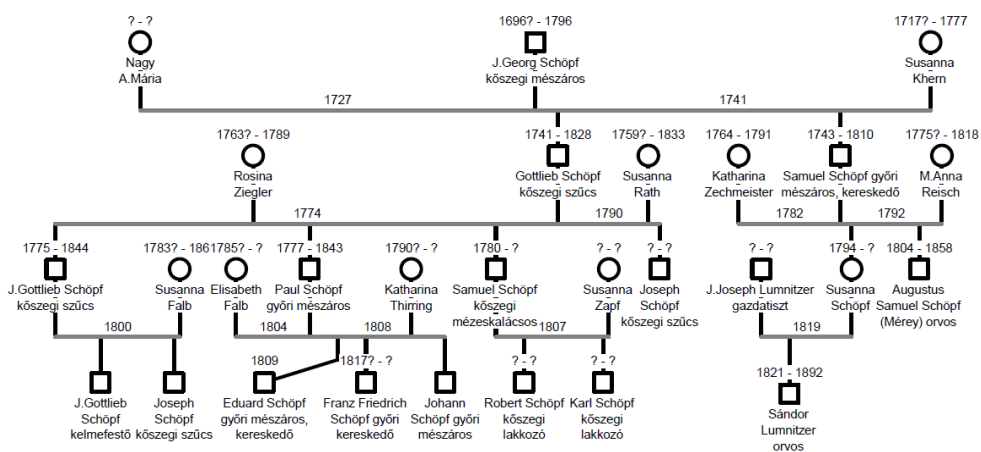 ? - ?
Nagy
A.Mária
1696? - 1796
J.Georg Schöpf
kőszegi mészáros
1717? - 1777
Susanna
Khern
1727
1741
1763? - 1789
Rosina
Ziegler
1741 - 1828
Gottlieb Schöpf
kőszegi szűcs
1759? - 1833
Susanna
Rath
1764 - 1791
Katharina
Zechmeister
1743 - 1810
Samuel Schöpf győri
mészáros, kereskedő
1775? - 1818
M.Anna
Reisch
1774
1790
1782
1792
1775 - 1844
J.Gottlieb Schöpf
kőszegi szűcs
1783? - 1861
Susanna
Falb
1785? - ?
Elisabeth
Falb
1777 - 1843
Paul Schöpf
győri mészáros
1790? - ?
Katharina
Thirring
1780 - ?
Samuel Schöpf
kőszegi
mézeskalácsos
? - ?
Susanna
Zapf
? - ?
Joseph
Schöpf
kőszegi szűcs
? - ?
J.Joseph Lumnitzer
gazdatiszt
1794 - ?
Susanna
Schöpf
1804 - 1858
Augustus
Samuel Schöpf
(Mérey) orvos
1800
1804
1808
1807
1819
J.Gottlieb
Schöpf
kelmefestő
Joseph
Schöpf
kőszegi szűcs
1809
Eduard Schöpf
győri mészáros,
kereskedő
1817? - ?
Franz Friedrich
Schöpf győri
kereskedő
Johann
Schöpf győri
mészáros
? - ?
Robert Schöpf
kőszegi
lakkozó
? - ?
Karl Schöpf
kőszegi
lakkozó
1821 - 1892
Sándor
Lumnitzer
orvos